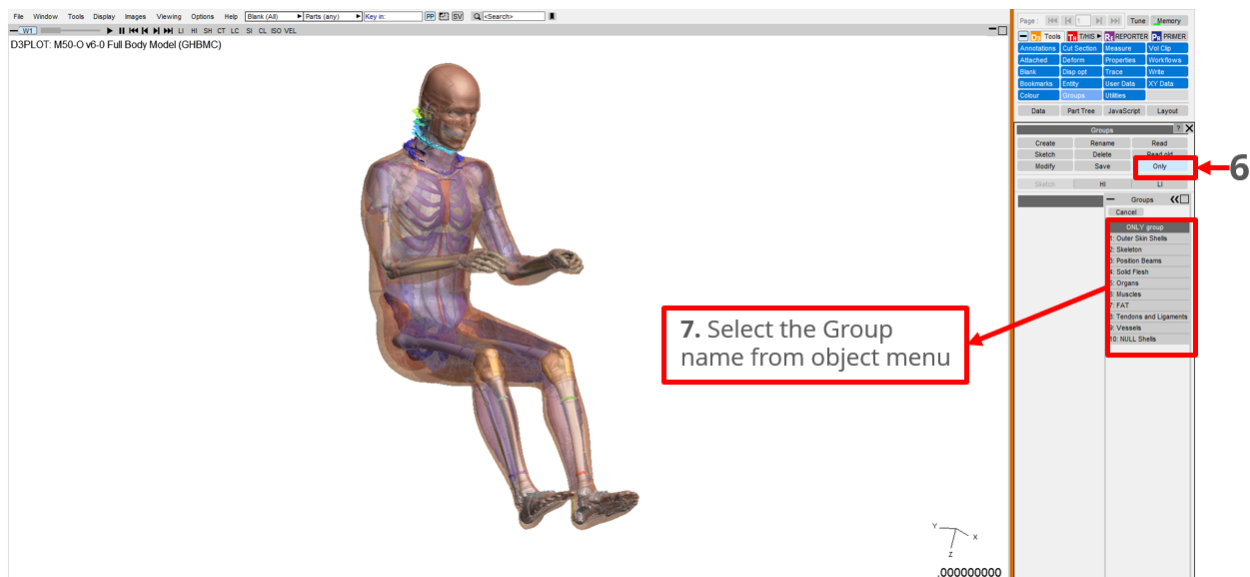 File Window Tools Display Images Viewing Options Help Blank (All) Parts (any) Key in: PP SV <Search>
W1 LI HI SH CT LC SI CL ISO VEL
D3PLOT: M50-O v6-0 Full Body Model (GHBMC)
Page: 1 Tune Memory
Tools T/HIS REPORTER PRIMER
Annotations Cut Section Measure Vol Clip
Attached Deform Properties Workflows
Blank Disp opt Trace Write
Bookmarks Entity User Data XY Data
Colour Groups Utilities
Data Part Tree JavaScript Layout
Groups ?
Create Rename Read
Sketch Delete Read old
Modify Save Only
6
Sketch HI LI
Groups
Cancel
ONLY group
1: Outer Skin Shells
2: Skeleton
3: Position Beams
4: Solid Flesh
5: Organs
6: Muscles
7: FAT
8: Tendons and Ligaments
9: Vessels
10: NULL Shells
7. Select the Group
name from object menu
Y
X
Z
.000000000